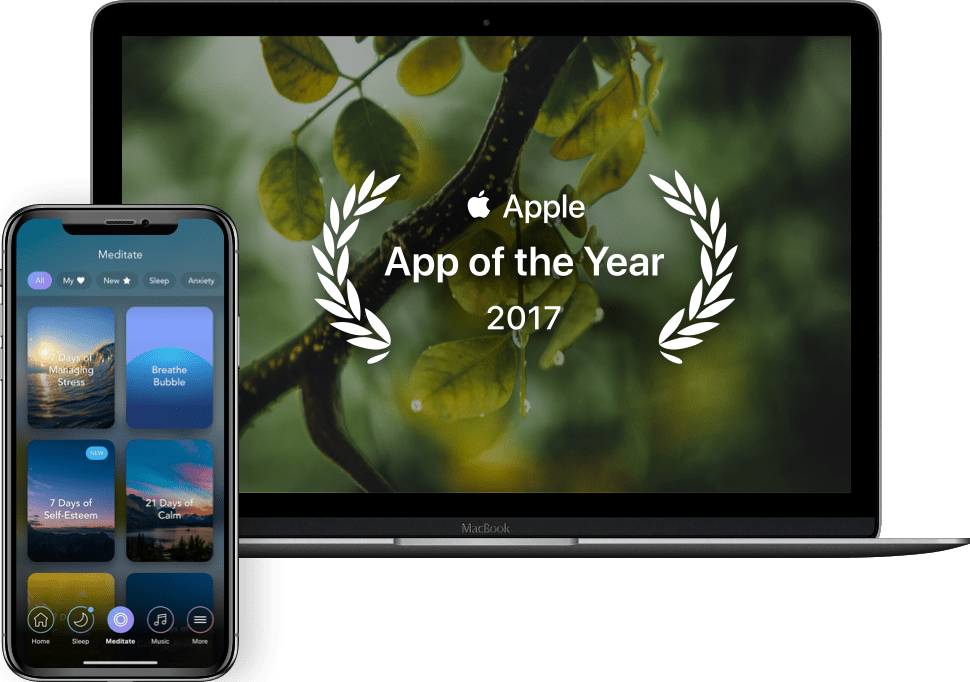 Apple
App of the Year
2017
MacBook
Meditate
All
My
New
Sleep
Anxiety
7 Days of
Managing
Stress
Breathe
Bubble
NEW
7 Days of
Self-Esteem
21 Days of
Calm
Home
Sleep
Meditate
Music
More